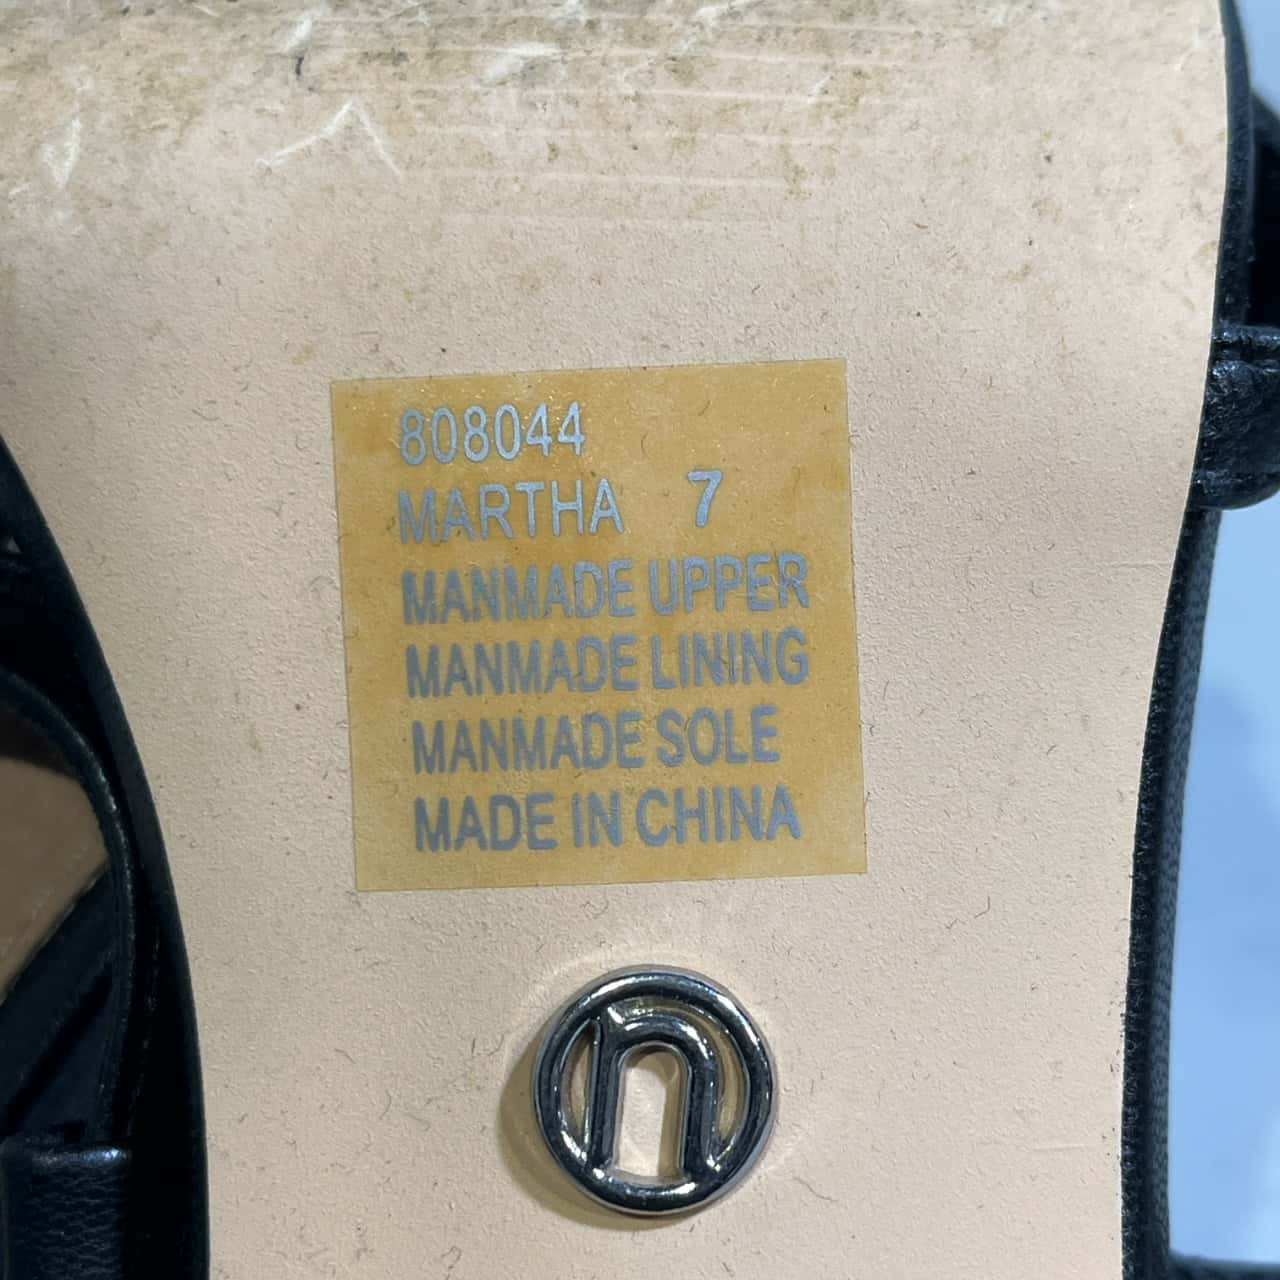 808044
MARTHA 7
MANMADE UPPER
MANMADE LINING
MANMADE SOLE
MADE IN CHINA
n